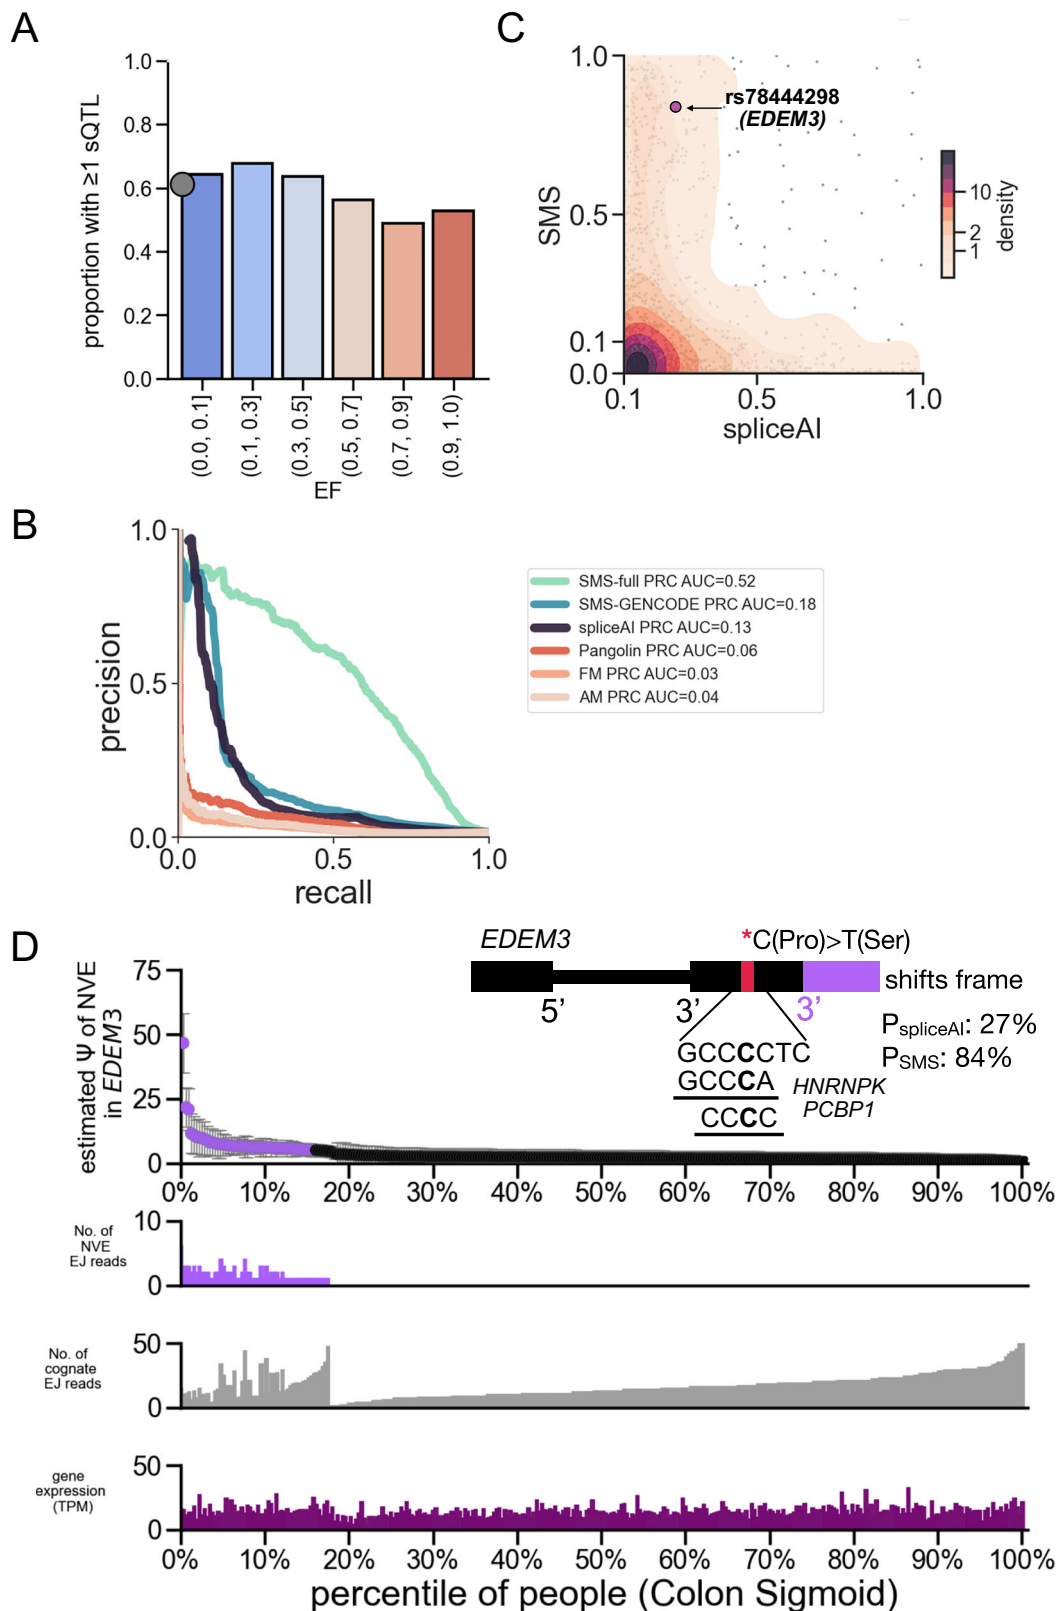 A
proportion with ≥1 sQTL
1.0
0.8
0.6
0.4
0.2
0.0
(0.0, 0.1]
(0.1, 0.3]
(0.3, 0.5]
(0.5, 0.7]
(0.7, 0.9]
(0.9, 1.0)
EF
C
SMS
1.0
0.5
0.1
0.0
0.1
0.5
1.0
spliceAI
rs78444298
(EDEM3)
10
2
1
density
B
precision
1.0
0.5
0.0
0.0
0.5
1.0
recall
SMS-full PRC AUC=0.52
SMS-GENCODE PRC AUC=0.18
spliceAI PRC AUC=0.13
Pangolin PRC AUC=0.06
FM PRC AUC=0.03
AM PRC AUC=0.04
D
estimated Ψ of NVE
in EDEM3
75
50
25
0
0% 10% 20% 30% 40% 50% 60% 70% 80% 90% 100%
EDEM3
*C(Pro)>T(Ser)
shifts frame
5’
3’
3’
PspliceAI: 27%
PSMS: 84%
GCCCCTC
GCCCA
CCCC
HNRNPK
PCBP1
No. of
NVE
EJ reads
10
0
No. of
cognate
EJ reads
50
0
gene
expression
(TPM)
50
0
0% 10% 20% 30% 40% 50% 60% 70% 80% 90% 100%
percentile of people (Colon Sigmoid)